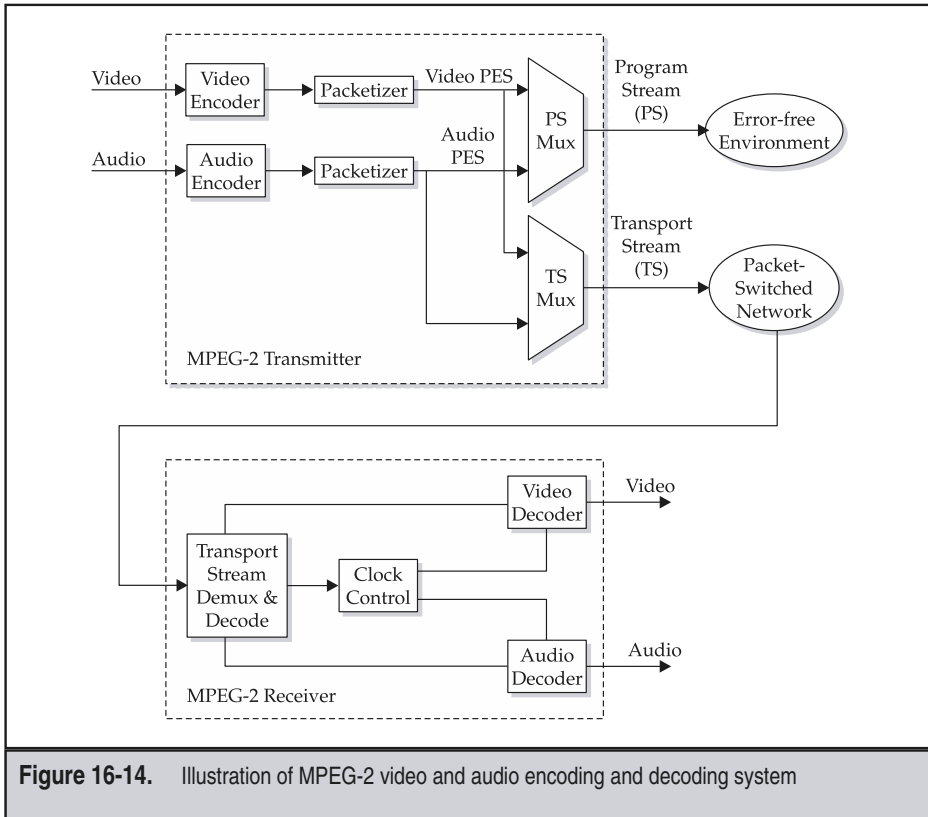 Video
Video
Encoder
Packetizer
Video PES
PS
Mux
Program
Stream
(PS)
Error-free
Environment
Audio
Audio
Encoder
Packetizer
Audio
PES
TS
Mux
Transport
Stream
(TS)
Packet-
Switched
Network
MPEG-2 Transmitter
Transport
Stream
Demux &
Decode
Clock
Control
Video
Decoder
Video
Audio
Decoder
Audio
MPEG-2 Receiver
Figure 16-14. Illustration of MPEG-2 video and audio encoding and decoding system